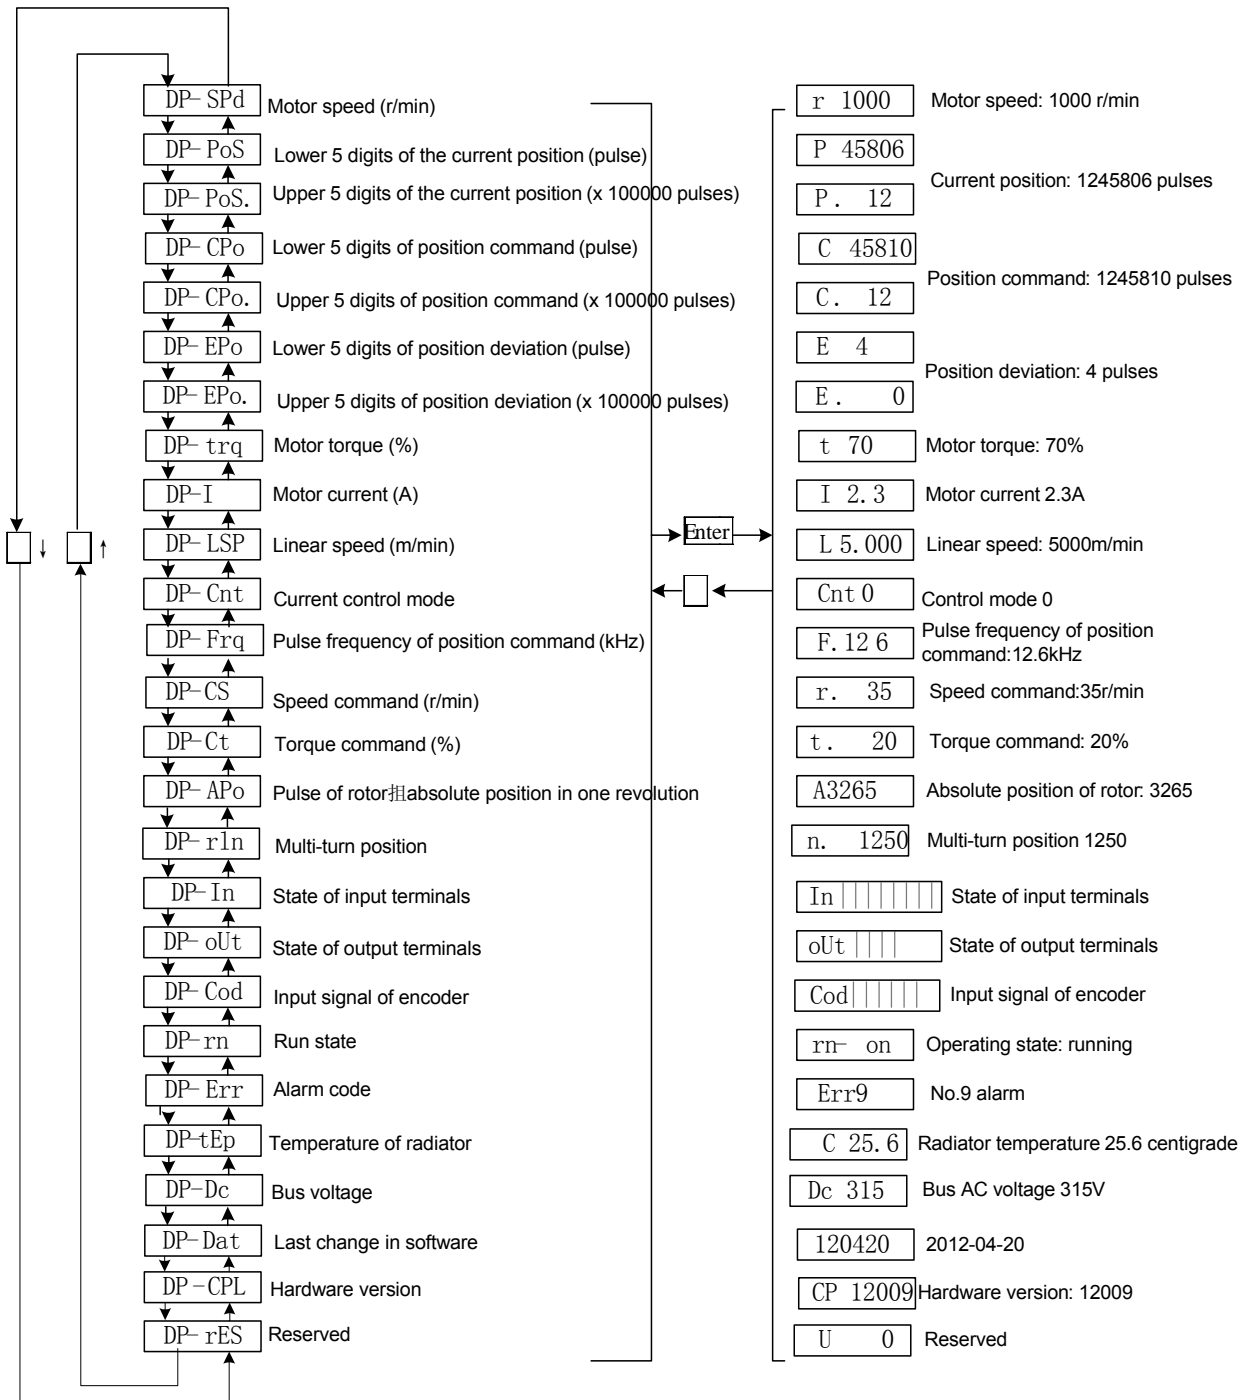 DP-SPd Motor speed (r/min)
DP-PoS Lower 5 digits of the current position (pulse)
DP-PoS. Upper 5 digits of the current position (x 100000 pulses)
DP-CPo Lower 5 digits of position command (pulse)
DP-CPo. Upper 5 digits of position command (x 100000 pulses)
DP-EPo Lower 5 digits of position deviation (pulse)
DP-EPo. Upper 5 digits of position deviation (x 100000 pulses)
DP-trq Motor torque (%)
DP-I Motor current (A)
↓ ↑
DP-LSP Linear speed (m/min)
DP-Cnt Current control mode
DP-Frq Pulse frequency of position command (kHz)
DP-CS Speed command (r/min)
DP-Ct Torque command (%)
DP-APo Pulse of rotor担absolute position in one revolution
DP-rln Multi-turn position
DP-In State of input terminals
DP-oUt State of output terminals
DP-Cod Input signal of encoder
DP-rn Run state
DP-Err Alarm code
DP-tEp Temperature of radiator
DP-Dc Bus voltage
DP-Dat Last change in software
DP-CPL Hardware version
DP-rES Reserved
Enter
r 1000 Motor speed: 1000 r/min
P 45806
Current position: 1245806 pulses
P. 12
C 45810
Position command: 1245810 pulses
C. 12
E 4
Position deviation: 4 pulses
E. 0
t 70 Motor torque: 70%
I 2.3 Motor current 2.3A
L 5.000 Linear speed: 5000m/min
Cnt 0 Control mode 0
F.12 6 Pulse frequency of position
command:12.6kHz
r. 35 Speed command:35r/min
t. 20 Torque command: 20%
A3265 Absolute position of rotor: 3265
n. 1250 Multi-turn position 1250
In State of input terminals
oUt State of output terminals
Cod Input signal of encoder
rn- on Operating state: running
Err9 No.9 alarm
C 25.6 Radiator temperature 25.6 centigrade
Dc 315 Bus AC voltage 315V
120420 2012-04-20
CP 12009 Hardware version: 12009
U 0 Reserved